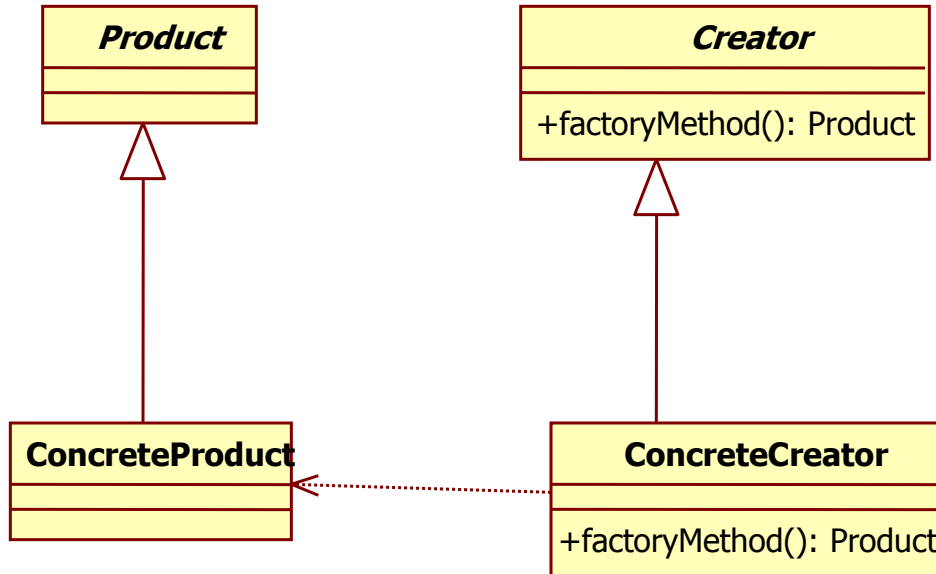 Product
Creator
+factoryMethod(): Product
ConcreteProduct
ConcreteCreator
+factoryMethod(): Product